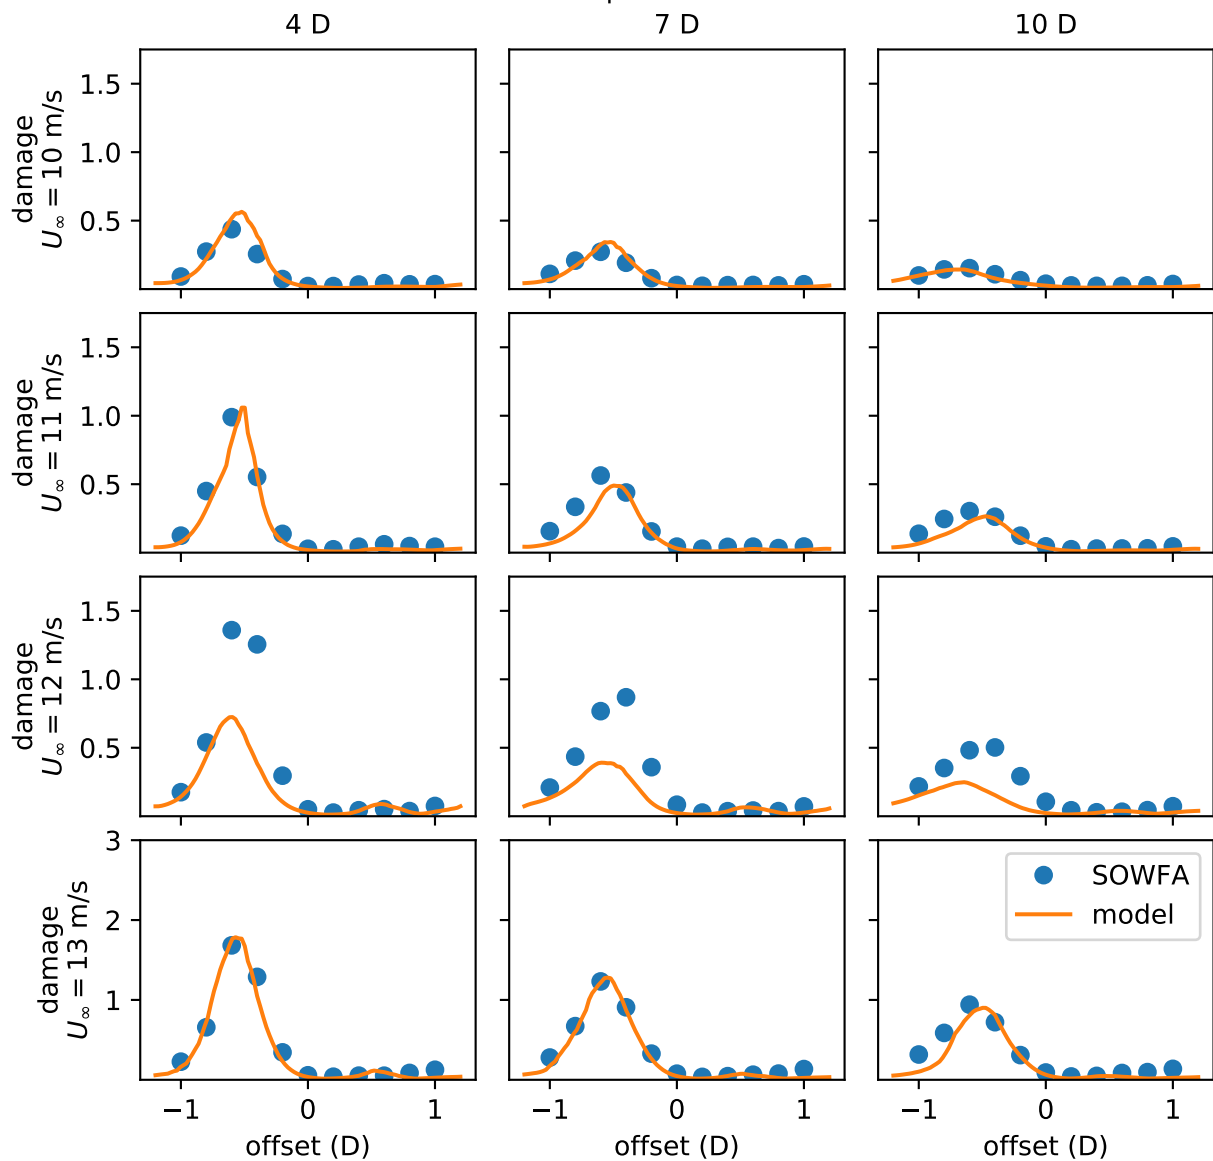 4 D 7 D 10 D
damage
U∞ = 10 m/s
1.5
1.0
0.5
damage
U∞ = 11 m/s
1.5
1.0
0.5
damage
U∞ = 12 m/s
1.5
1.0
0.5
damage
U∞ = 13 m/s
3
2
1
SOWFA
model
−1 0 1 −1 0 1 −1 0 1
offset (D) offset (D) offset (D)